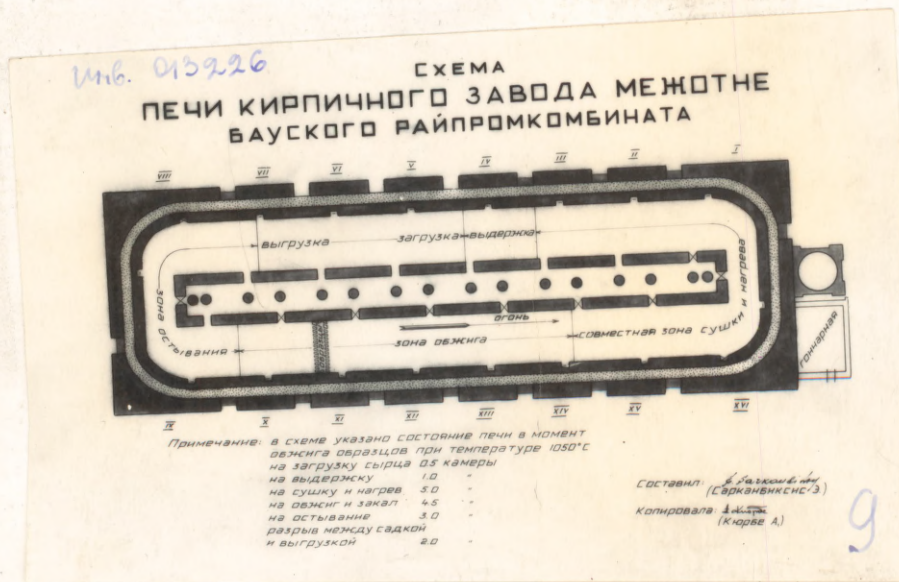 Инв. 013226
СХЕМА
ПЕЧИ КИРПИЧНОГО ЗАВОДА МЕЖОТНЕ
БАУСКОГО РАЙПРОМКОМБИНАТА
VIII VII VI V IV III II I
выгрузка загрузка выдержка
зона остывания
огонь
зона обжига
совместная зона сушки и нагрева
гончарная
IX X XI XII XIII XIV XV XVI
Примечание: в схеме указано состояние печи в момент
обжига образцов при температуре 1050°С
на загрузку сырца 0.5 камеры
на выдержку 1.0 "
на сушку и нагрев 5.0 "
на обжиг и закал 4.5 "
на остывание 3.0 "
разрыв между садкой
и выгрузкой 2.0 "
Составил:
(Сарканбиксис Э.)
Копировала:
(Кюрбе А.)
9